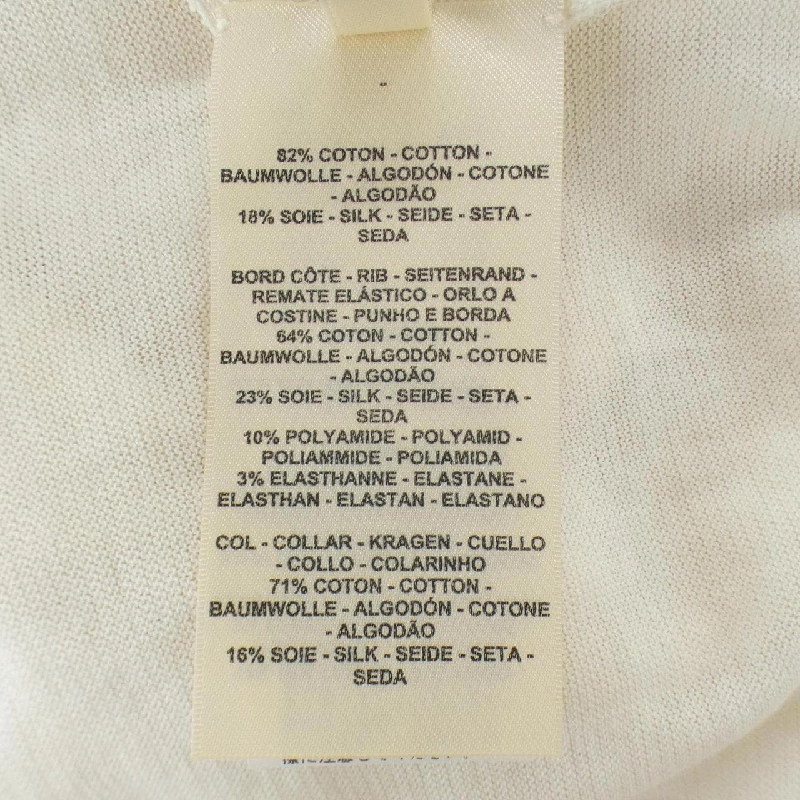 -
82% COTON - COTTON -
BAUMWOLLE - ALGODÓN - COTONE
- ALGODÃO
18% SOIE - SILK - SEIDE - SETA -
SEDA
BORD CÔTE - RIB - SEITENRAND -
REMATE ELÁSTICO - ORLO A
COSTINE - PUNHO E BORDA
64% COTON - COTTON -
BAUMWOLLE - ALGODÓN - COTONE
- ALGODÃO
23% SOIE - SILK - SEIDE - SETA -
SEDA
10% POLYAMIDE - POLYAMID -
POLIAMMIDE - POLIAMIDA
3% ELASTHANNE - ELASTANE -
ELASTHAN - ELASTAN - ELASTANO
COL - COLLAR - KRAGEN - CUELLO
- COLLO - COLARINHO
71% COTON - COTTON -
BAUMWOLLE - ALGODÓN - COTONE
- ALGODÃO
16% SOIE - SILK - SEIDE - SETA -
SEDA